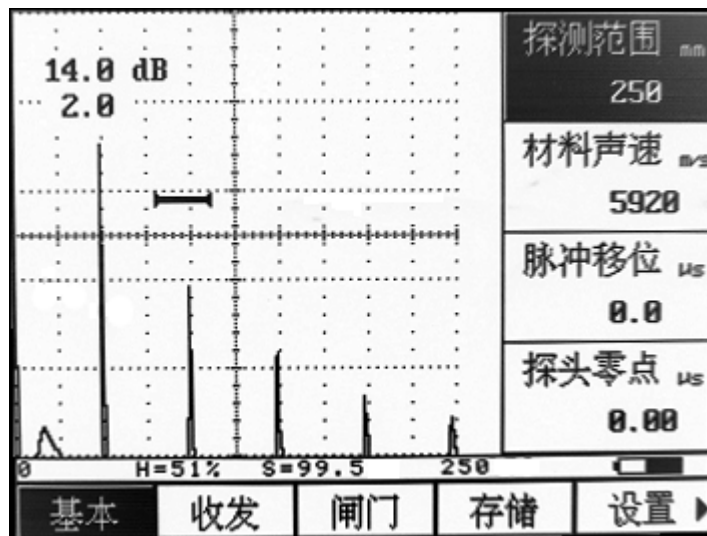 探测范围 mm
250
14.0 dB
2.0
材料声速 m/s
5920
脉冲移位 μs
0.0
探头零点 μs
0.00
0 H=51% S=99.5 250
基本 收发 闸门 存储 设置